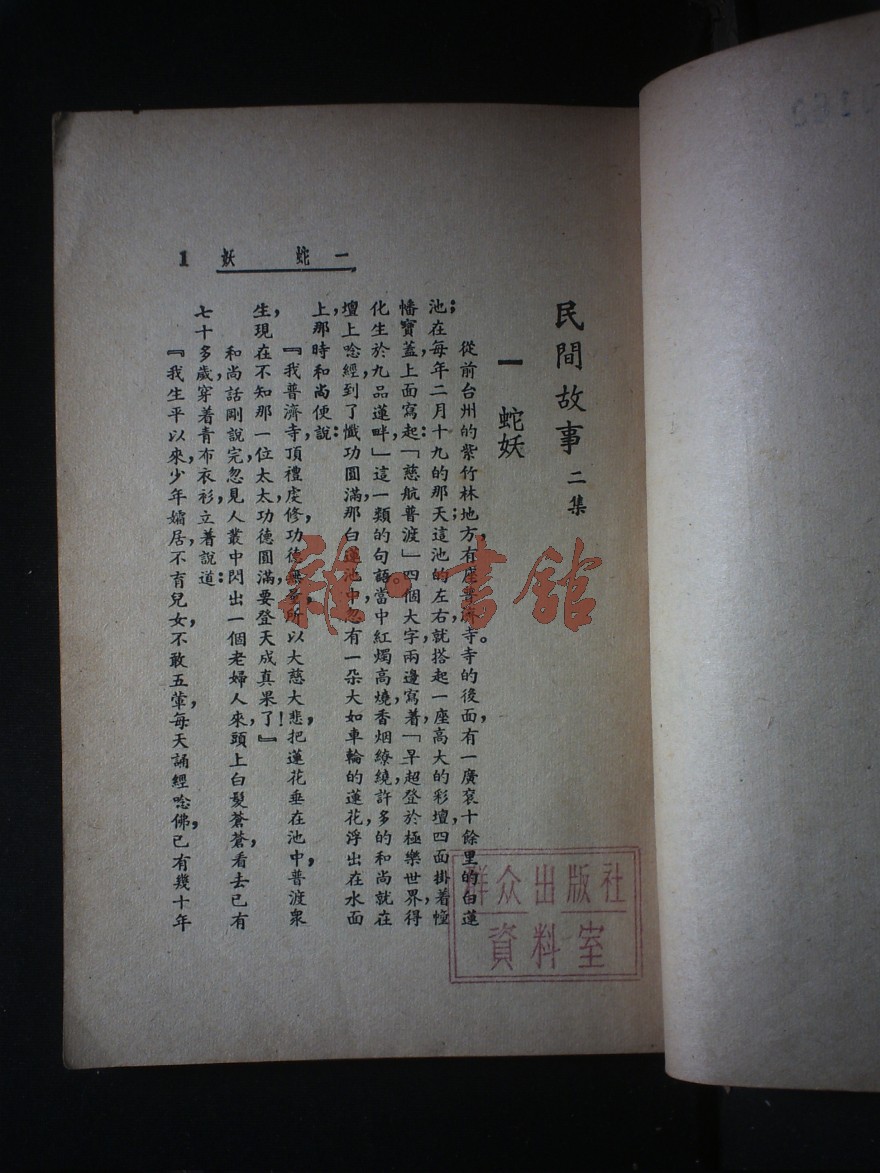 民間故事 二集
一 蛇妖
從前台州的紫竹林地方,有座普濟寺。寺的後面,有一廣袤十餘里的白蓮
池;在每年二月十九的那天,這池的左右,就搭起一座高大的彩壇,四面掛着幢
幡寶蓋,上面寫起:「慈航普渡」四個大字,兩邊寫着,「早超登於極樂世界,得
化生於九品蓮畔」這一類的句語。當中紅燭高燒,香烟繚繞,許多的和尚就在
壇上唸經,到了懺功圓滿,那白蓮池中,忽有一朵大如車輪的蓮花,浮出在水面
上,那時和尚便說:
『我普濟寺,頂禮虔修,功德無量,所以大慈大悲,把蓮花垂在池中,普渡衆
生,現在不知那一位太太功德圓滿,要登天成真果了!』
和尚話剛說完,忽見人叢中閃出一個老婦人來,頭上白髮蒼蒼,看去已有
七十多歲,穿着青布衣衫,立着說道:
『我生平以來,少年孀居,不育兒女,不敢五葷,每天誦經唸佛,已有幾十年
一 蛇 妖 1
雜·書館
群众出版社
資料室
162